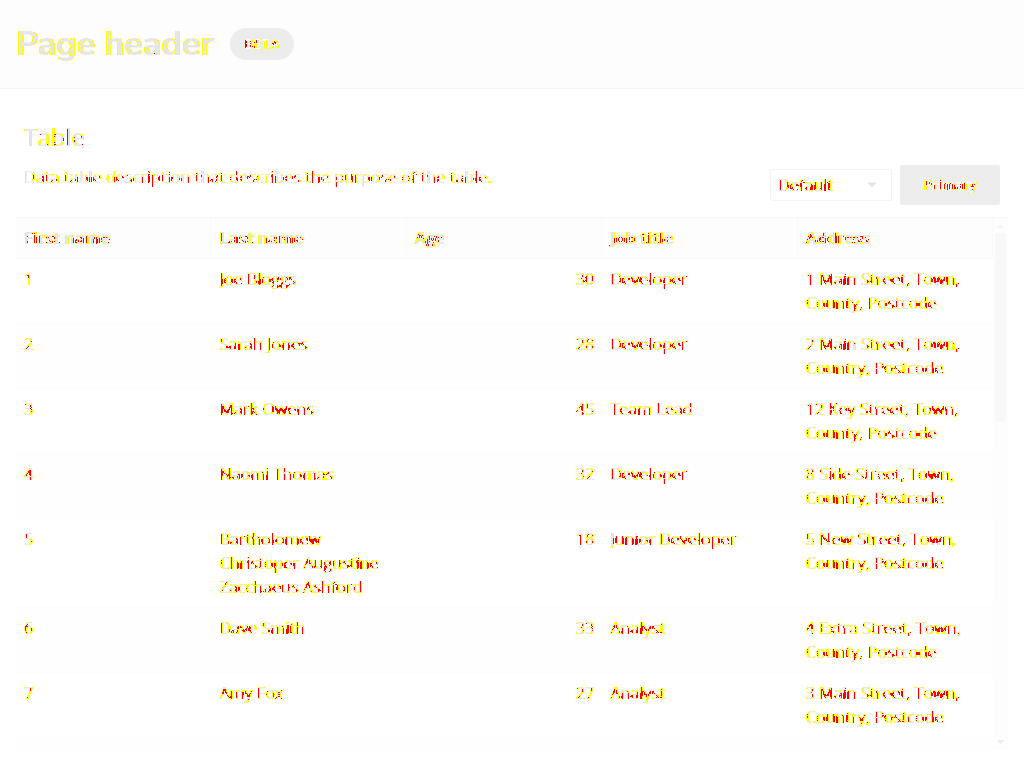 Page header BETA
Table
Data table description that describes the purpose of the table.
Default
Primary
First name Last name Age Job title Address
1 Joe Bloggs 30 Developer 1 Main Street, Town,
County, Postcode
2 Sarah Jones 28 Developer 2 Main Street, Town,
Country, Postcode
3 Mark Owens 45 Team Lead 12 Key Street, Town,
County, Postcode
4 Naomi Thomas 32 Developer 8 Side Street, Town,
Country, Postcode
5 Bartholomew 18 Junior Developer 5 New Street, Town,
Christoper Augustine Country, Postcode
Zacchaeus Ashford
6 Dave Smith 33 Analyst 4 Extra Street, Town,
County, Postcode
7 Amy Fox 27 Analyst 3 Main Street, Town,
Country, Postcode